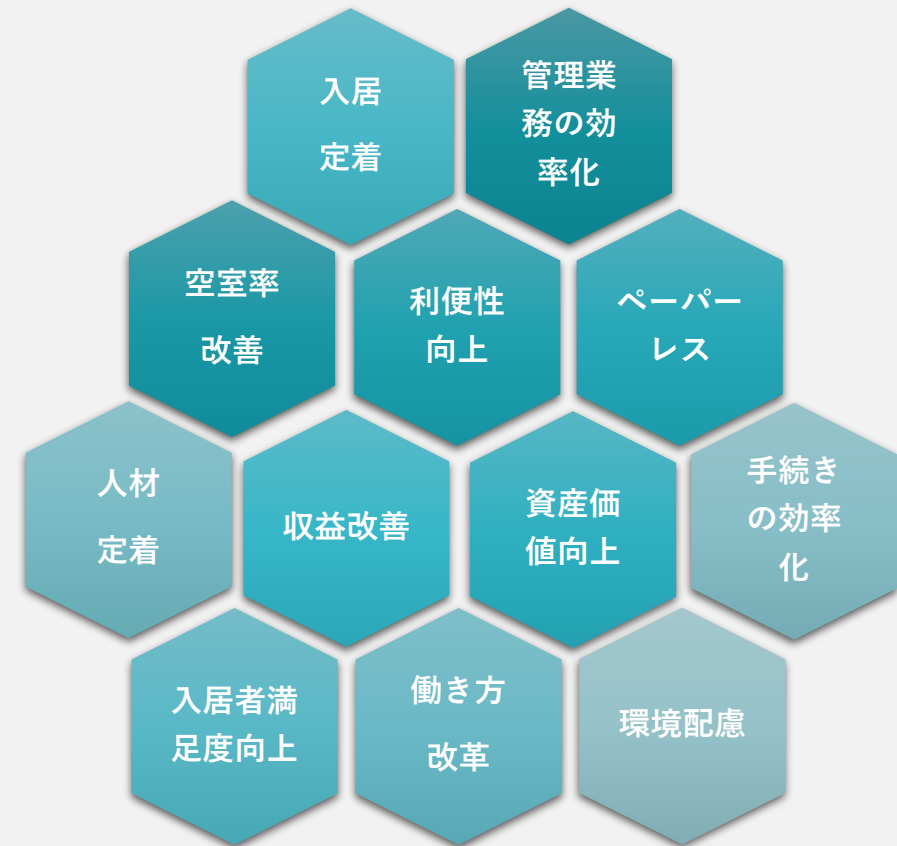 入居
定着
管理業
務の効
率化
空室率
改善
利便性
向上
ペーパー
レス
人材
定着
収益改善
資産価
値向上
手続き
の効率
化
入居者満
足度向上
働き方
改革
環境配慮